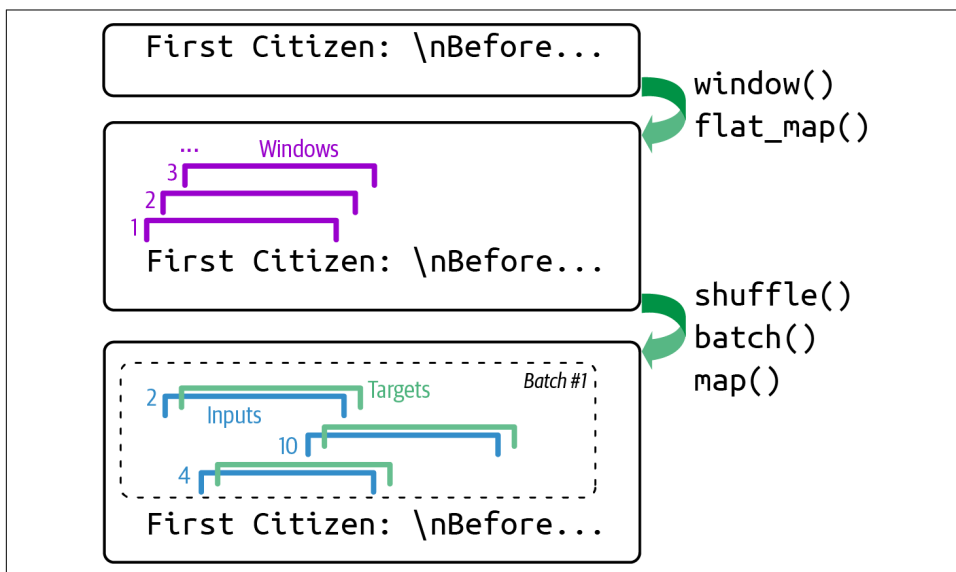 First Citizen: \nBefore...
window()
flat_map()
... Windows
3
2
1
First Citizen: \nBefore...
shuffle()
batch()
map()
Batch #1
2 Targets
Inputs
10
4
First Citizen: \nBefore...